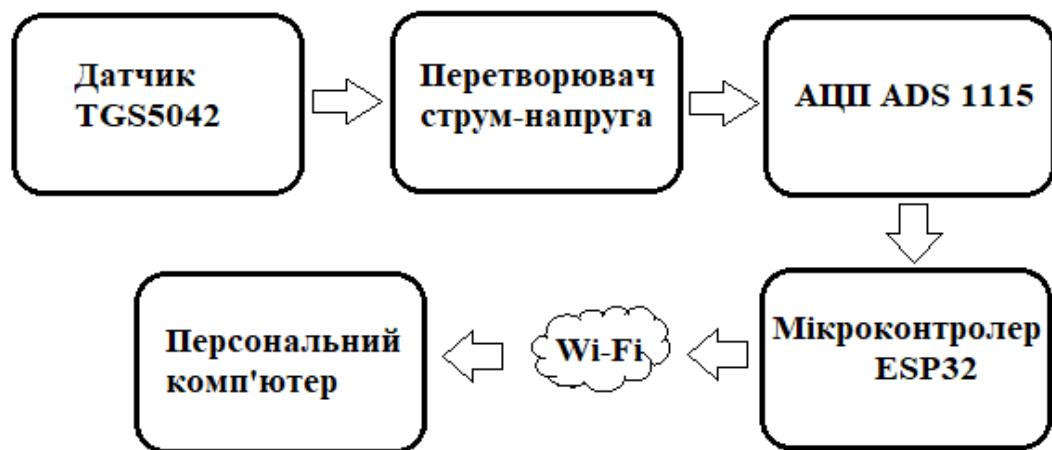 Датчик
TGS5042
Перетворювач
струм-напруга
АЦП ADS 1115
Мікроконтролер
ESP32
Wi-Fi
Персональний
комп'ютер